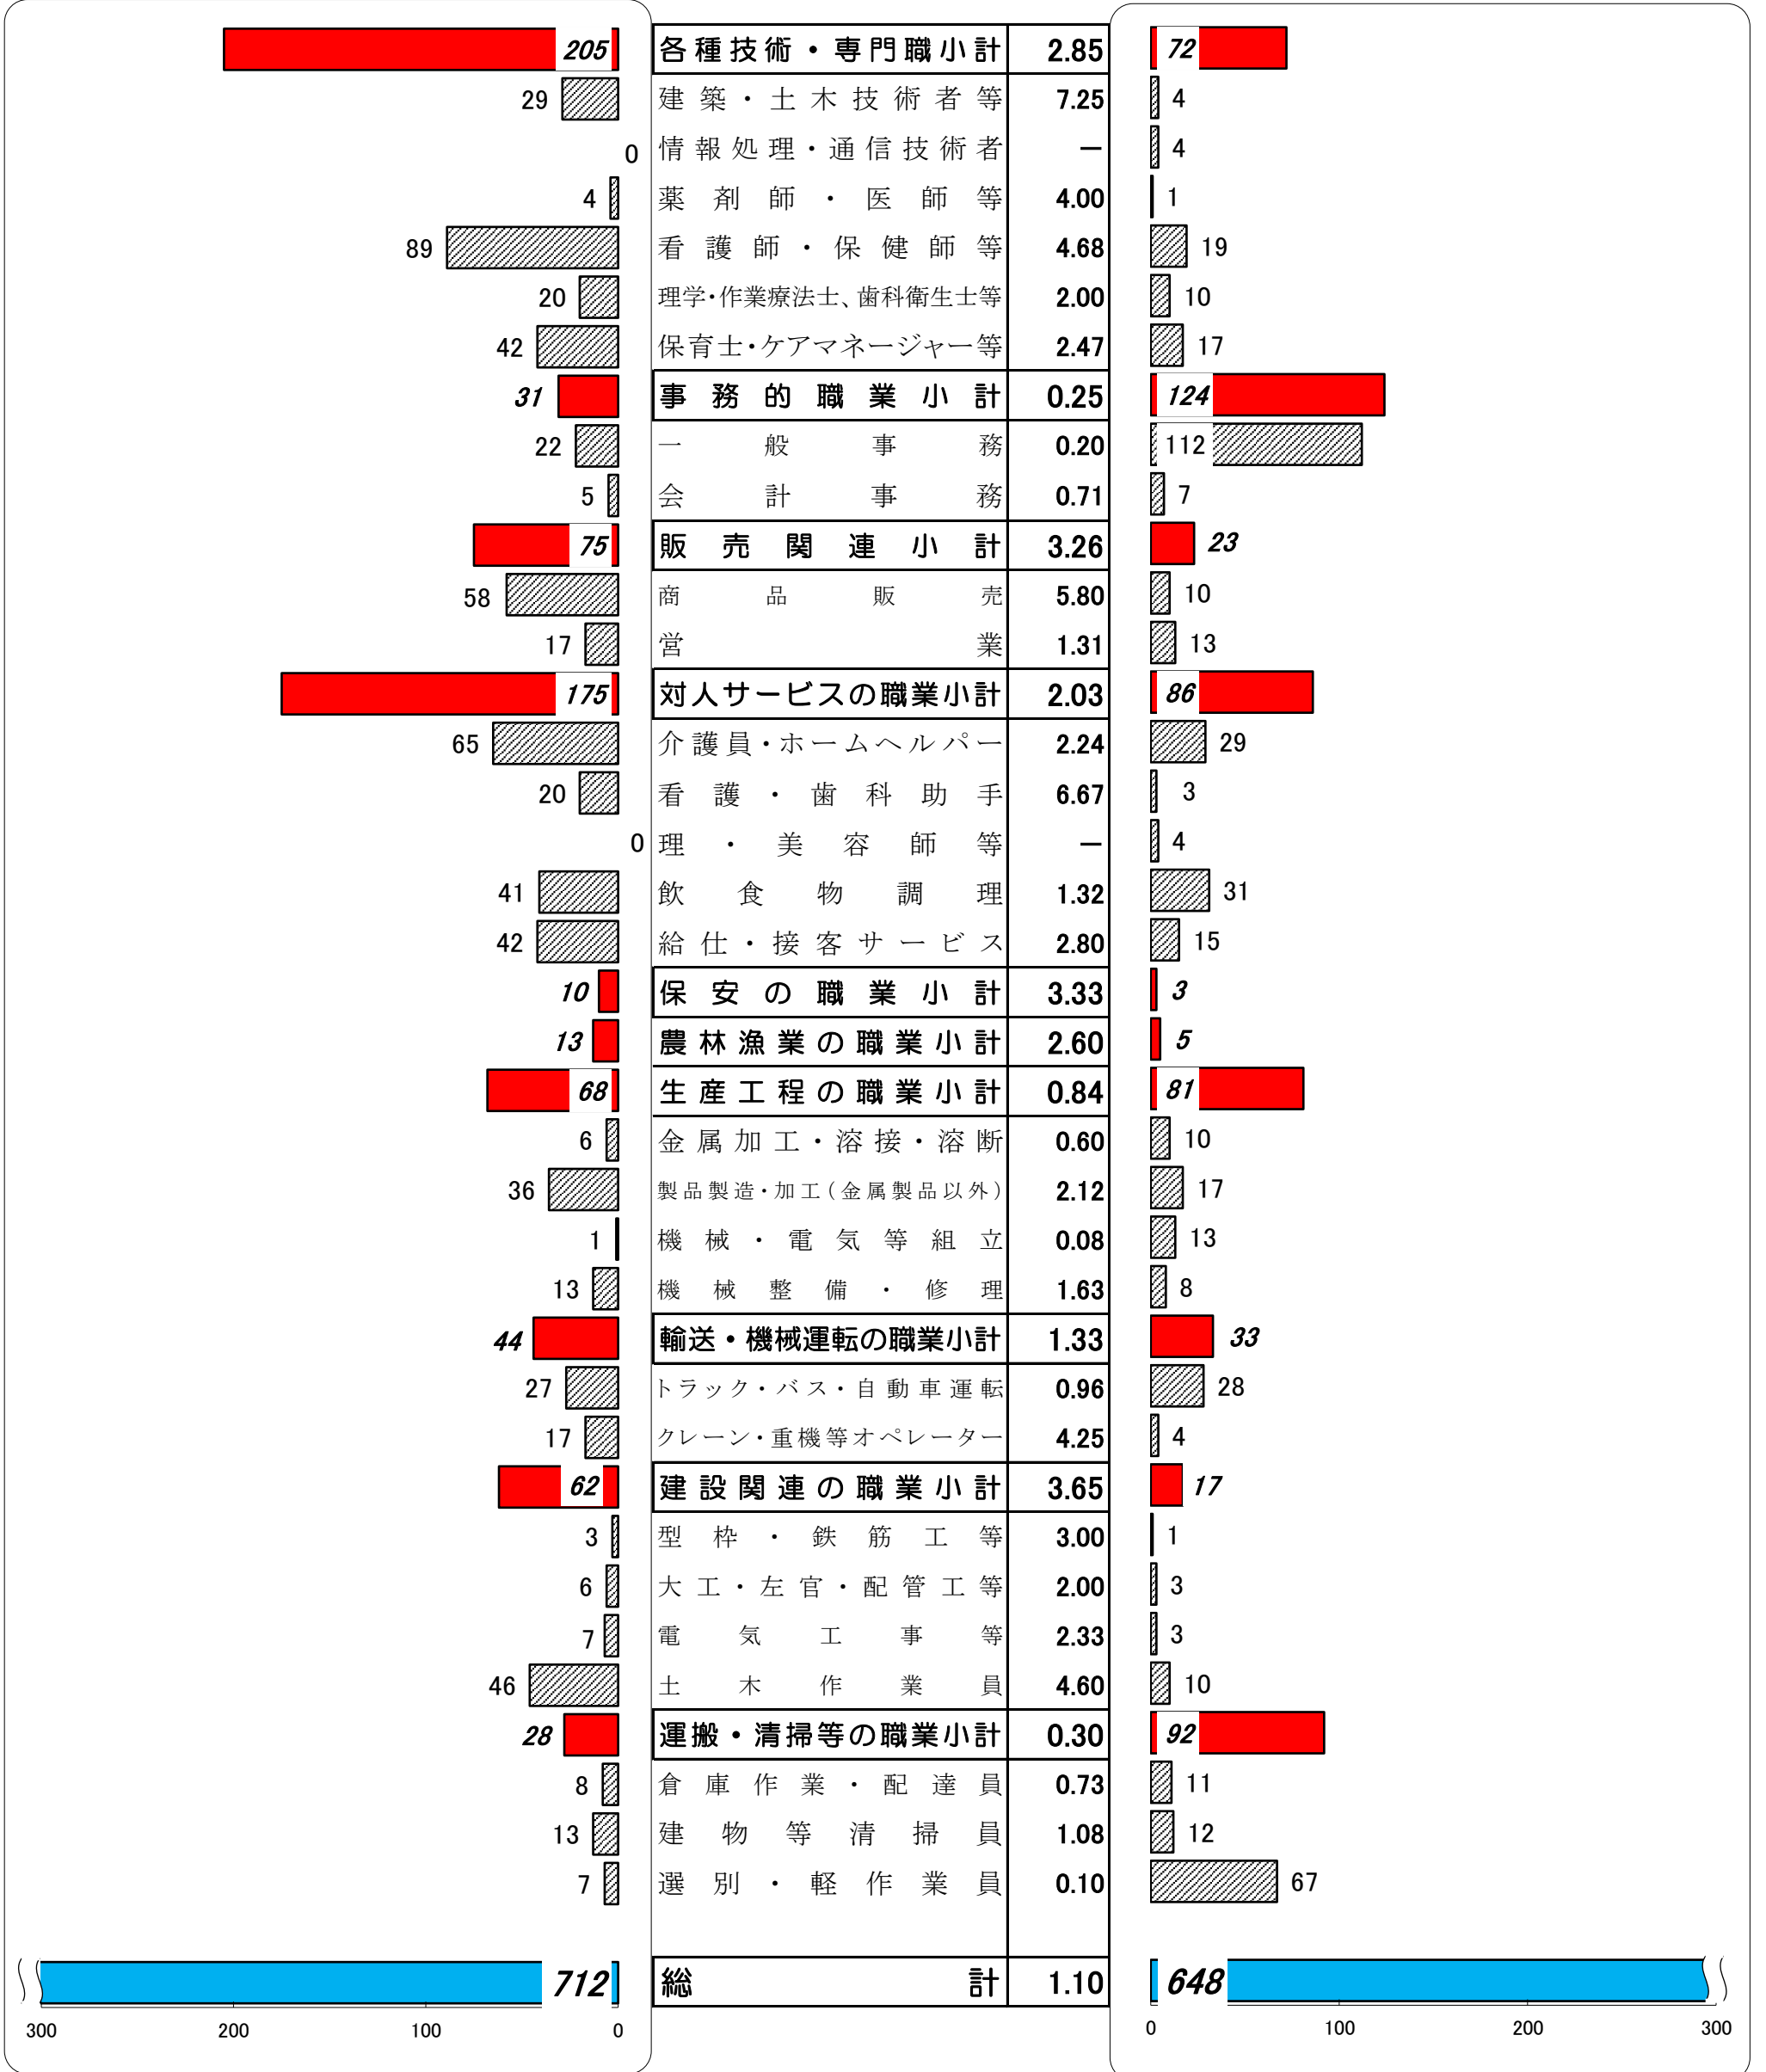 205 各種技術・専門職小計 2.85 72
29 建築・土木技術者等 7.25 4
0 情報処理・通信技術者 － 4
4 薬剤師・医師等 4.00 1
89 看護師・保健師等 4.68 19
20 理学・作業療法士、歯科衛生士等 2.00 10
42 保育士・ケアマネージャー等 2.47 17
31 事務的職業小計 0.25 124
22 一般事務 0.20 112
5 会計事務 0.71 7
75 販売関連小計 3.26 23
58 商品販売 5.80 10
17 営業 1.31 13
175 対人サービスの職業小計 2.03 86
65 介護員・ホームヘルパー 2.24 29
20 看護・歯科助手 6.67 3
0 理・美容師等 － 4
41 飲食物調理 1.32 31
42 給仕・接客サービス 2.80 15
10 保安の職業小計 3.33 3
13 農林漁業の職業小計 2.60 5
68 生産工程の職業小計 0.84 81
6 金属加工・溶接・溶断 0.60 10
36 製品製造・加工（金属製品以外） 2.12 17
1 機械・電気等組立 0.08 13
13 機械整備・修理 1.63 8
44 輸送・機械運転の職業小計 1.33 33
27 トラック・バス・自動車運転 0.96 28
17 クレーン・重機等オペレーター 4.25 4
62 建設関連の職業小計 3.65 17
3 型枠・鉄筋工等 3.00 1
6 大工・左官・配管工等 2.00 3
7 電気工事等 2.33 3
46 土木作業員 4.60 10
28 運搬・清掃等の職業小計 0.30 92
8 倉庫作業・配達員 0.73 11
13 建物等清掃員 1.08 12
7 選別・軽作業員 0.10 67
712 総計 1.10 648
300 200 100 0 0 100 200 300